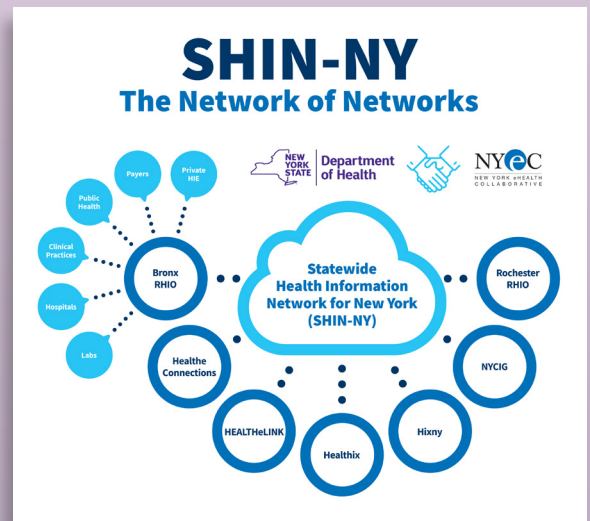 SHIN-NY
The Network of Networks
NEW
YORK
STATE
Department
of Health
NYeC
NEW YORK eHEALTH
COLLABORATIVE
Payers
Private
HIE
Public
Health
Clinical
Practices
Hospitals
Labs
Bronx
RHIO
Statewide
Health Information
Network for New York
(SHIN-NY)
Rochester
RHIO
Healthe
Connections
NYCIG
HEALTHeLINK
Healthix
Hixny